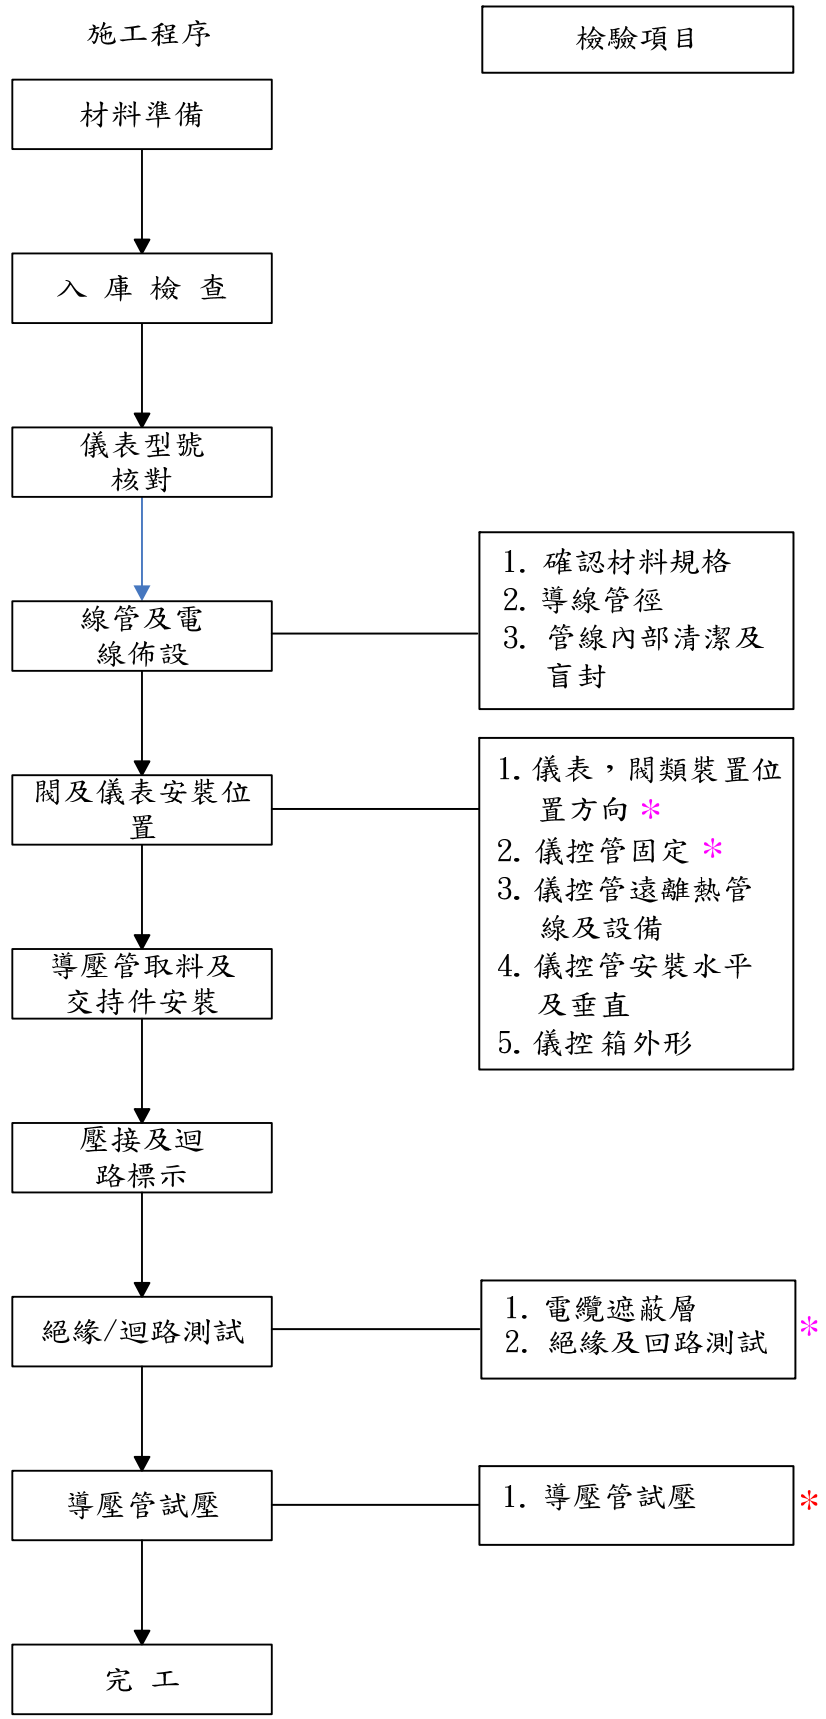 施工程序
檢驗項目
材料準備
入 庫 檢 查
儀表型號
核對
線管及電
線佈設
1. 確認材料規格
2. 導線管徑
3. 管線內部清潔及
盲封
閥及儀表安裝位
置
1. 儀表，閥類裝置位
置方向 *
2. 儀控管固定 *
3. 儀控管遠離熱管
線及設備
4. 儀控管安裝水平
及垂直
5. 儀控箱外形
導壓管取料及
交持件安裝
壓接及迴
路標示
絕緣/迴路測試
1. 電纜遮蔽層
2. 絕緣及回路測試
*
導壓管試壓
1. 導壓管試壓
*
完 工